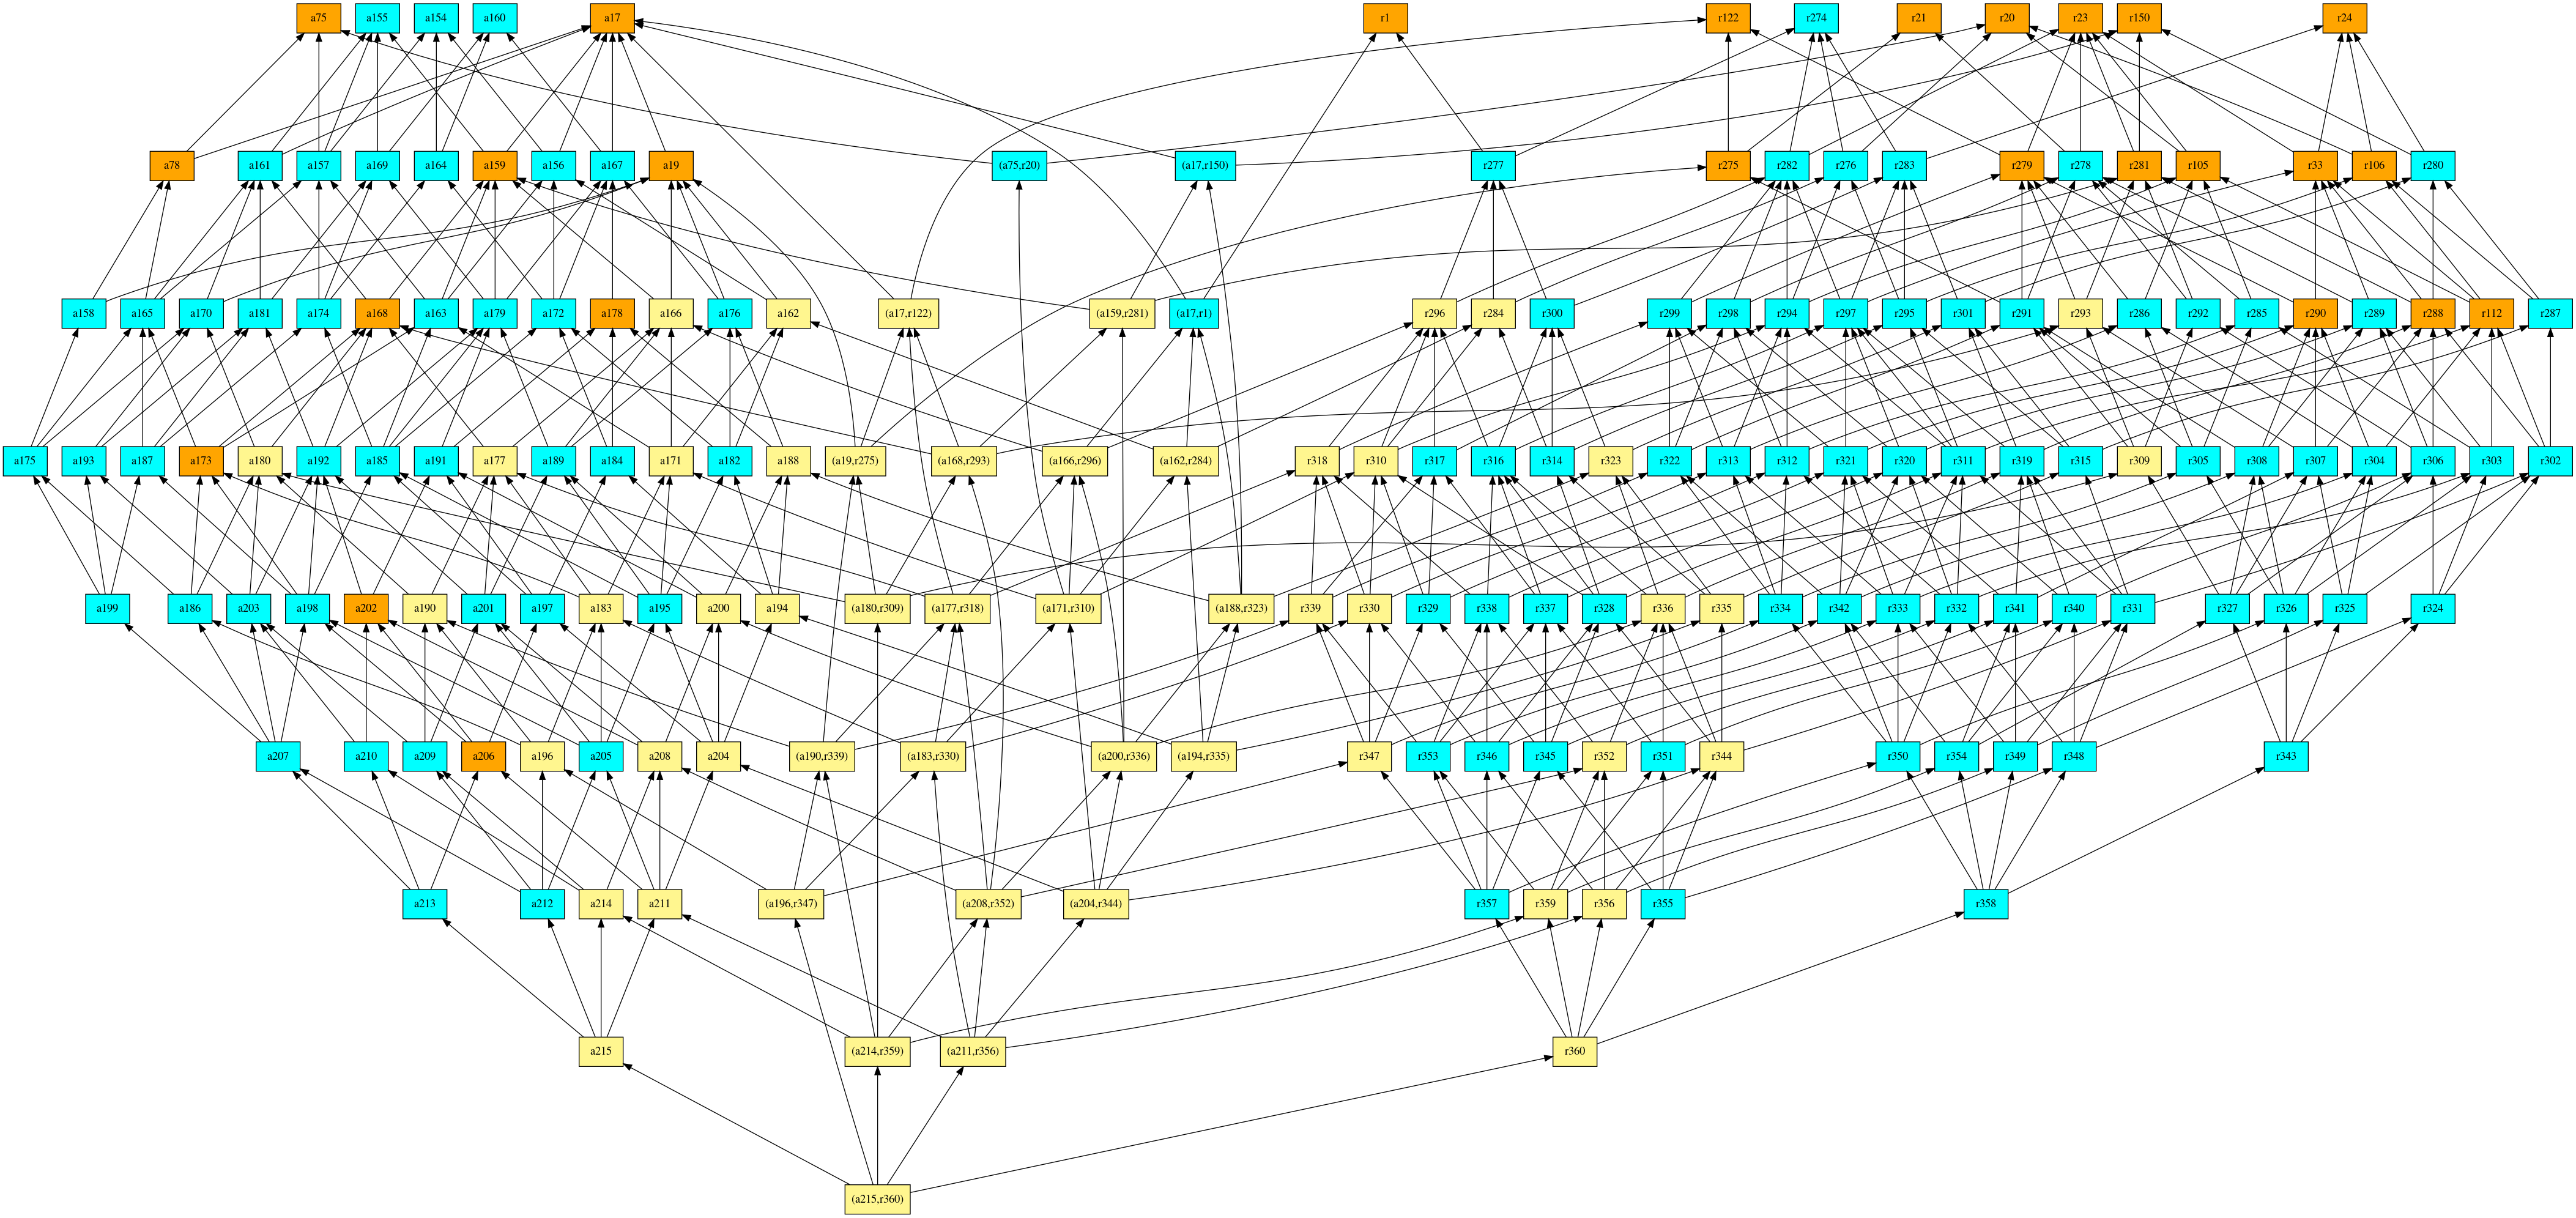 a75 a155 a154 a160 a17 r1 r122 r274 r21 r20 r23 r150 r24
a78 a161 a157 a169 a164 a159 a156 a167 a19 (a75,r20) (a17,r150) r277 r275 r282 r276 r283 r279 r278 r281 r105 r33 r106 r280
a158 a165 a170 a181 a174 a168 a163 a179 a172 a178 a166 a176 a162 (a17,r122) (a159,r281) (a17,r1) r296 r284 r300 r299 r298 r294 r297 r295 r301 r291 r293 r286 r292 r285 r290 r289 r288 r112 r287
a175 a193 a187 a173 a180 a192 a185 a191 a177 a189 a184 a171 a182 a188 (a19,r275) (a168,r293) (a166,r296) (a162,r284) r318 r310 r317 r316 r314 r323 r322 r313 r312 r321 r320 r311 r319 r315 r309 r305 r308 r307 r304 r306 r303 r302
a199 a186 a203 a198 a202 a190 a201 a197 a183 a195 a200 a194 (a180,r309) (a177,r318) (a171,r310) (a188,r323) r339 r330 r329 r338 r337 r328 r336 r335 r334 r342 r333 r332 r341 r340 r331 r327 r326 r325 r324
a207 a210 a209 a206 a196 a205 a208 a204 (a190,r339) (a183,r330) (a200,r336) (a194,r335) r347 r353 r346 r345 r352 r351 r344 r350 r354 r349 r348 r343
a213 a212 a214 a211 (a196,r347) (a208,r352) (a204,r344) r357 r359 r356 r355 r358
a215 (a214,r359) (a211,r356) r360
(a215,r360)